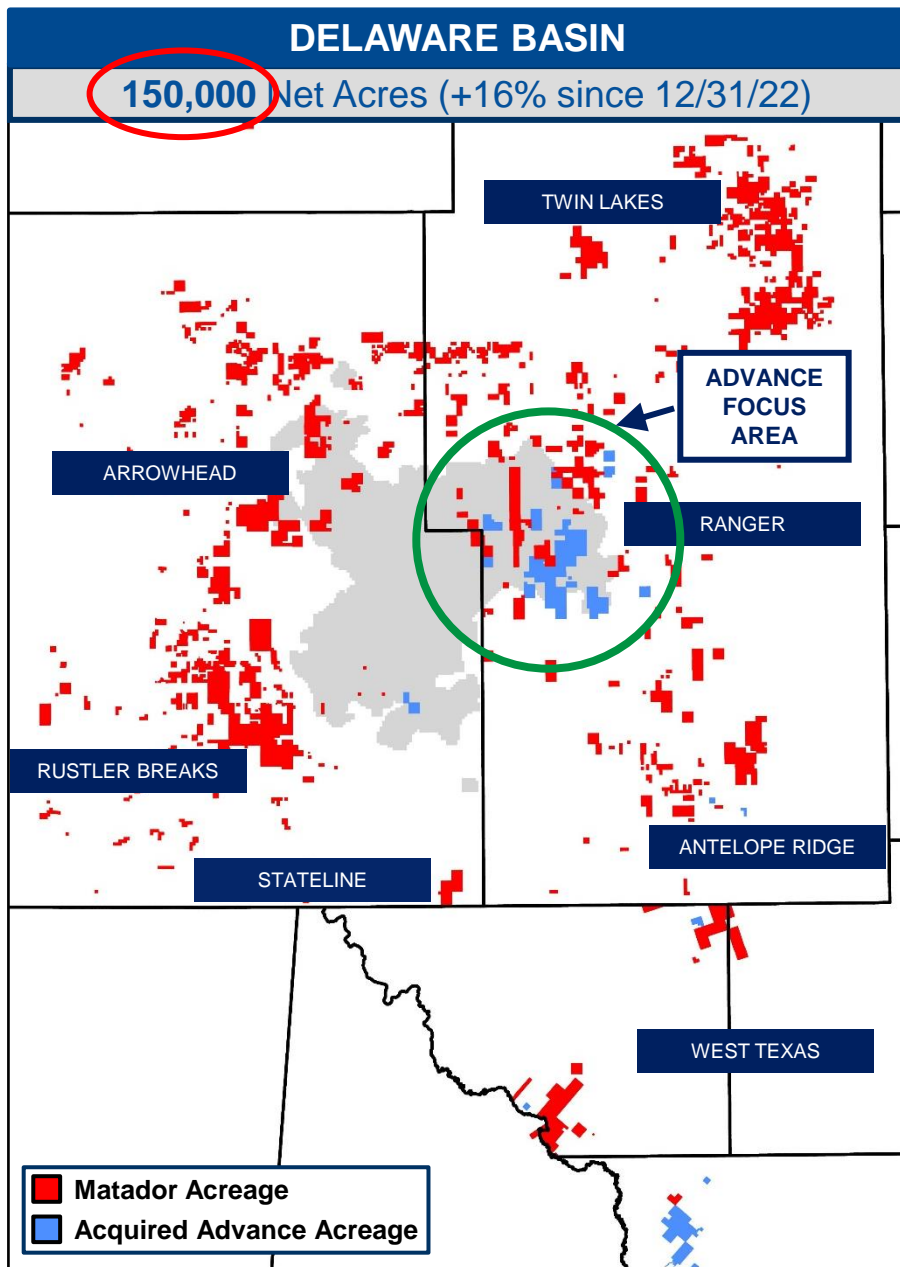 DELAWARE BASIN
150,000 Net Acres (+16% since 12/31/22)
TWIN LAKES
ADVANCE
FOCUS
AREA
ARROWHEAD
RANGER
RUSTLER BREAKS
ANTELOPE RIDGE
STATELINE
WEST TEXAS
Matador Acreage
Acquired Advance Acreage